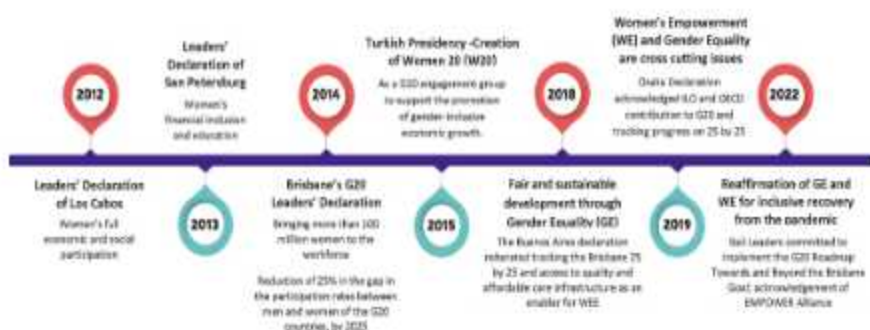 2012
Leaders' Declaration
of Los Cabos
Women's full
economic and social
participation
Leaders'
Declaration of
San Petersburg
Women's
financial inclusion
and education
2013
2014
Brisbane's G20
Leaders' Declaration
Bringing more than 100
million women to the
workforce
Reduction of 25% in the gap in
the participation rates between
men and women of the G20
countries, by 2025
Turkish Presidency -Creation
of Women 20 (W20)
As a G20 engagement group
to support the promotion
of gender-inclusive
economic growth.
2015
2018
Fair and sustainable
development through
Gender Equality (GE)
The Buenos Aires declaration
reiterated tracking the Brisbane 25
by 25 and access to quality and
affordable care infrastructure as an
enabler for WEE
Women's Empowerment
(WE) and Gender Equality
are cross cutting issues
Osaka Declaration
acknowledged ILO and OECD
contribution to G20 and
tracking progress on 25 by 25
2019
2022
Reaffirmation of GE and
WE for inclusive recovery
from the pandemic
Bali Leaders committed to
implement the G20 Roadmap
Towards and Beyond the Brisbane
Goal; acknowledgement of
EMPOWER Alliance